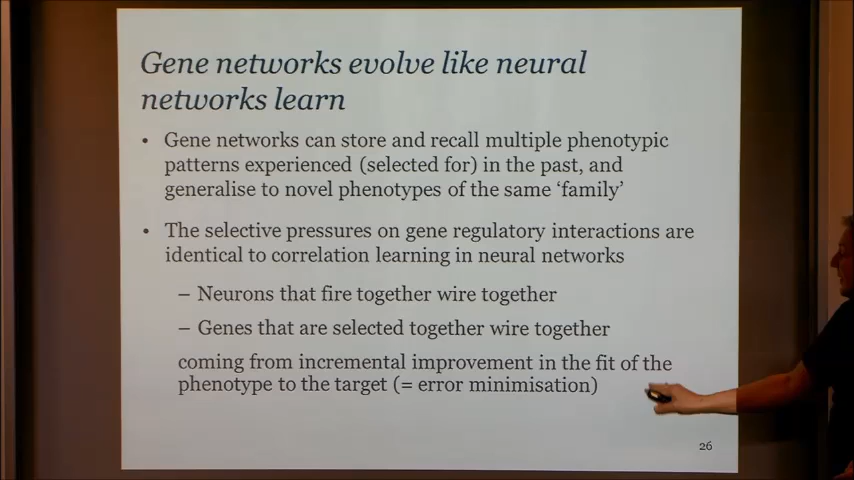 Gene networks evolve like neural
networks learn
• Gene networks can store and recall multiple phenotypic
patterns experienced (selected for) in the past, and
generalise to novel phenotypes of the same ‘family’
• The selective pressures on gene regulatory interactions are
identical to correlation learning in neural networks
– Neurons that fire together wire together
– Genes that are selected together wire together
coming from incremental improvement in the fit of the
phenotype to the target (= error minimisation)
26